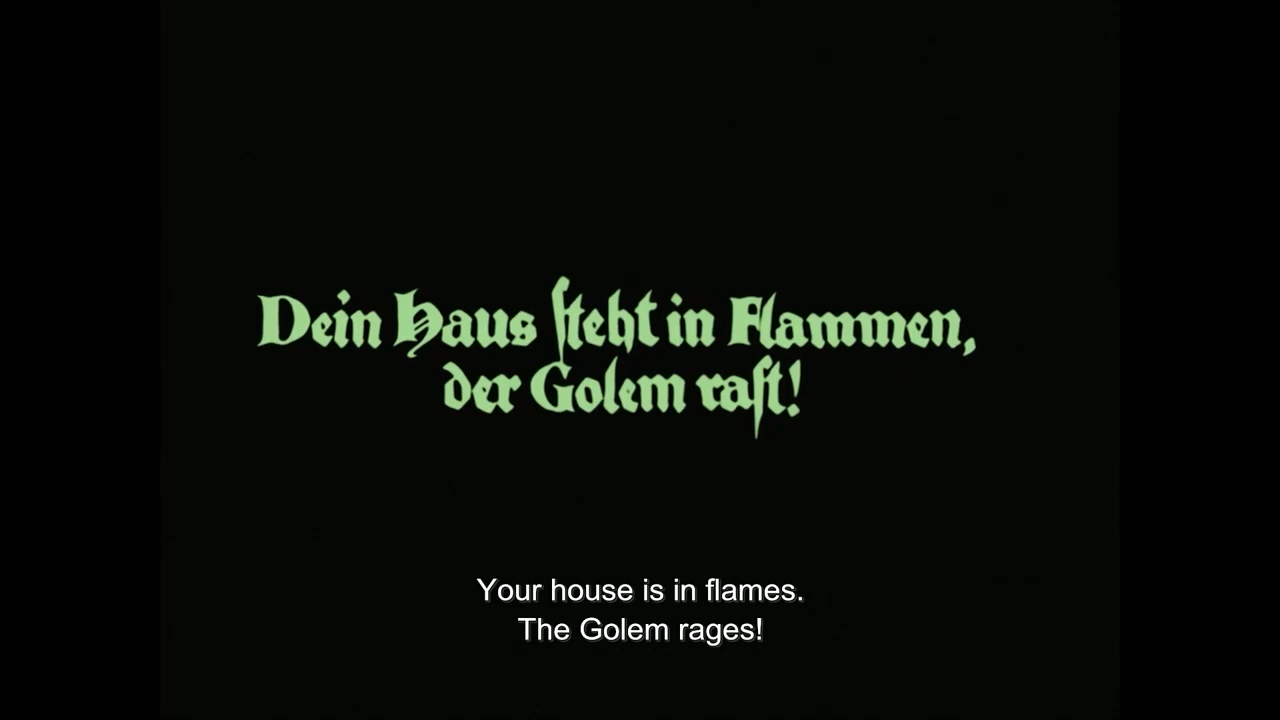 Dein Haus ſteht in Flammen,
der Golem raſt!
Your house is in flames.
The Golem rages!